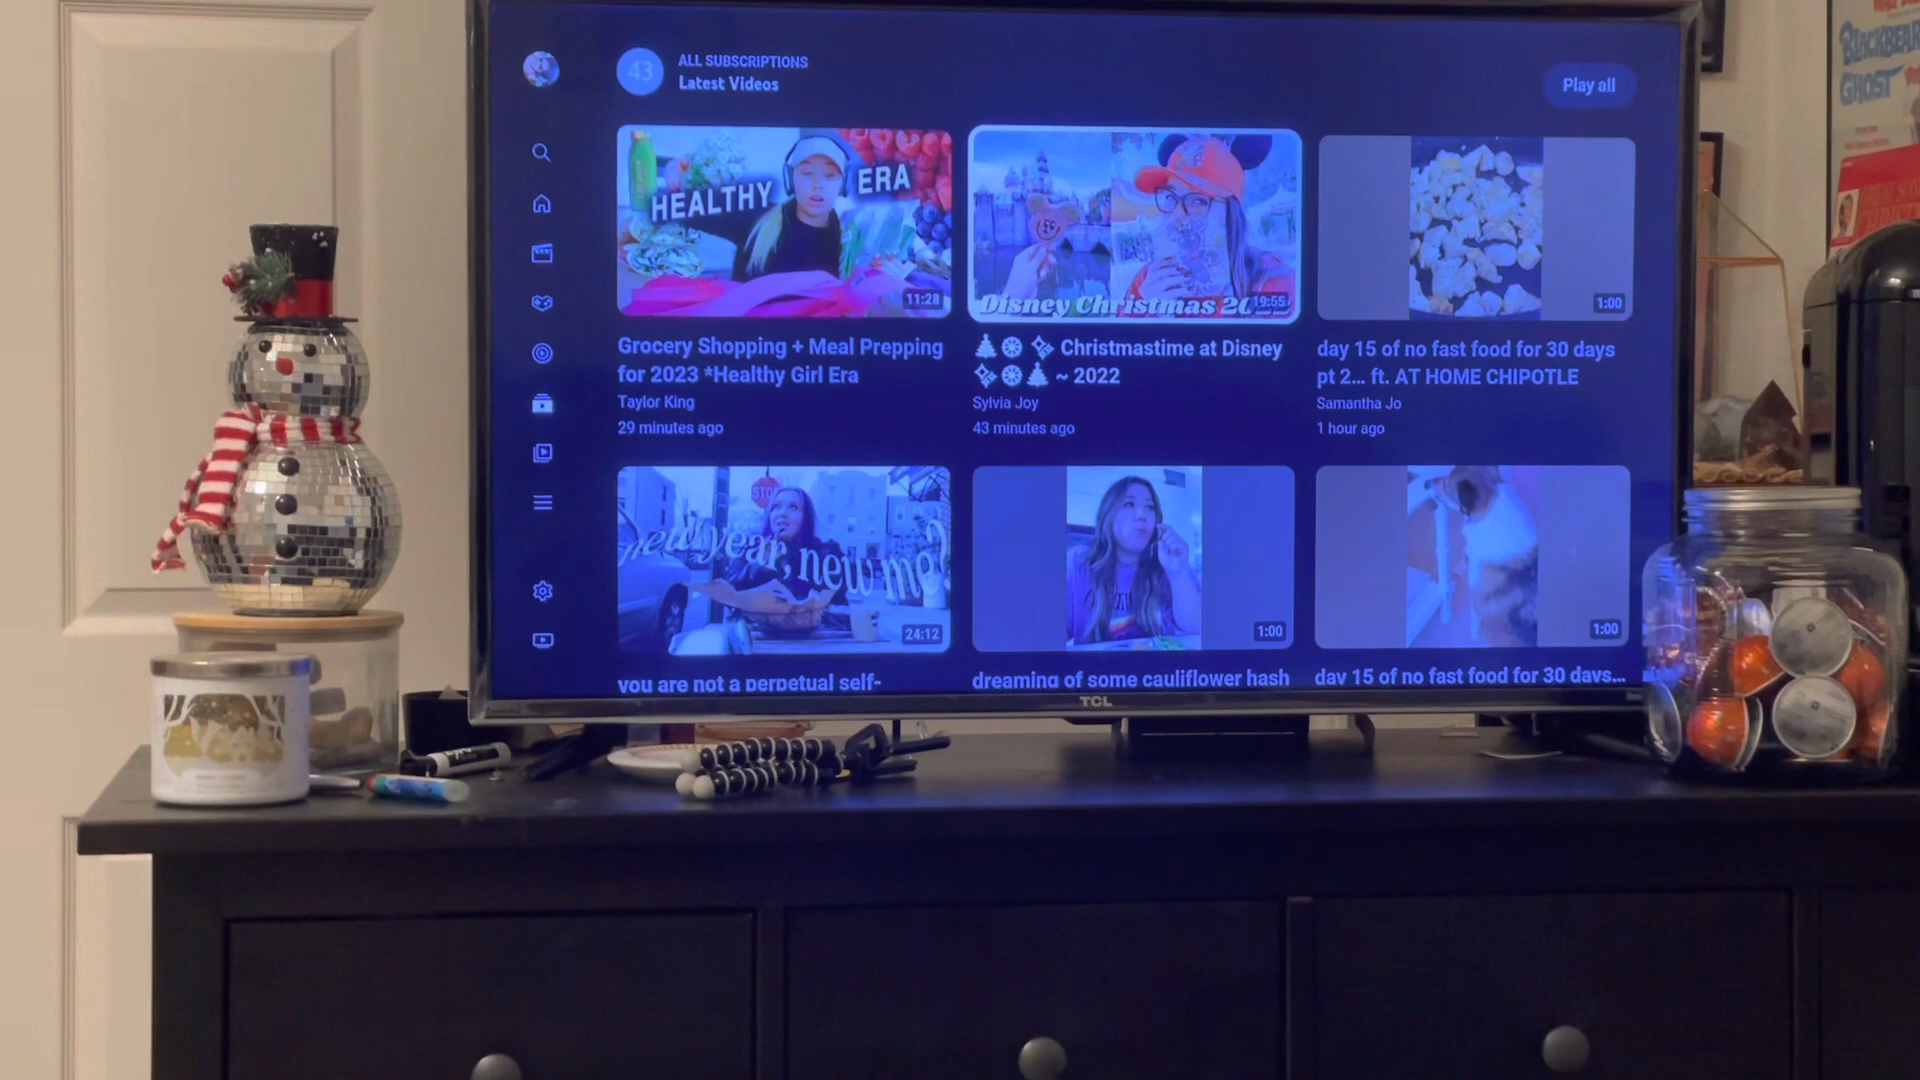 43
ALL SUBSCRIPTIONS
Latest Videos
Play all
HEALTHY ERA
11:28
Disney Christmas
19:55
1:00
Grocery Shopping + Meal Prepping
for 2023 *Healthy Girl Era
Taylor King
29 minutes ago
🎄🎡✨ Christmastime at Disney
✨🎡🎄 ~ 2022
Sylvia Joy
43 minutes ago
day 15 of no fast food for 30 days
pt 2... ft. AT HOME CHIPOTLE
Samantha Jo
1 hour ago
STOP
new year, new me?
24:12
1:00
1:00
you are not a perpetual self-
dreaming of some cauliflower hash
day 15 of no fast food for 30 days...
TCL
BLACKBEARD'S
GHOST